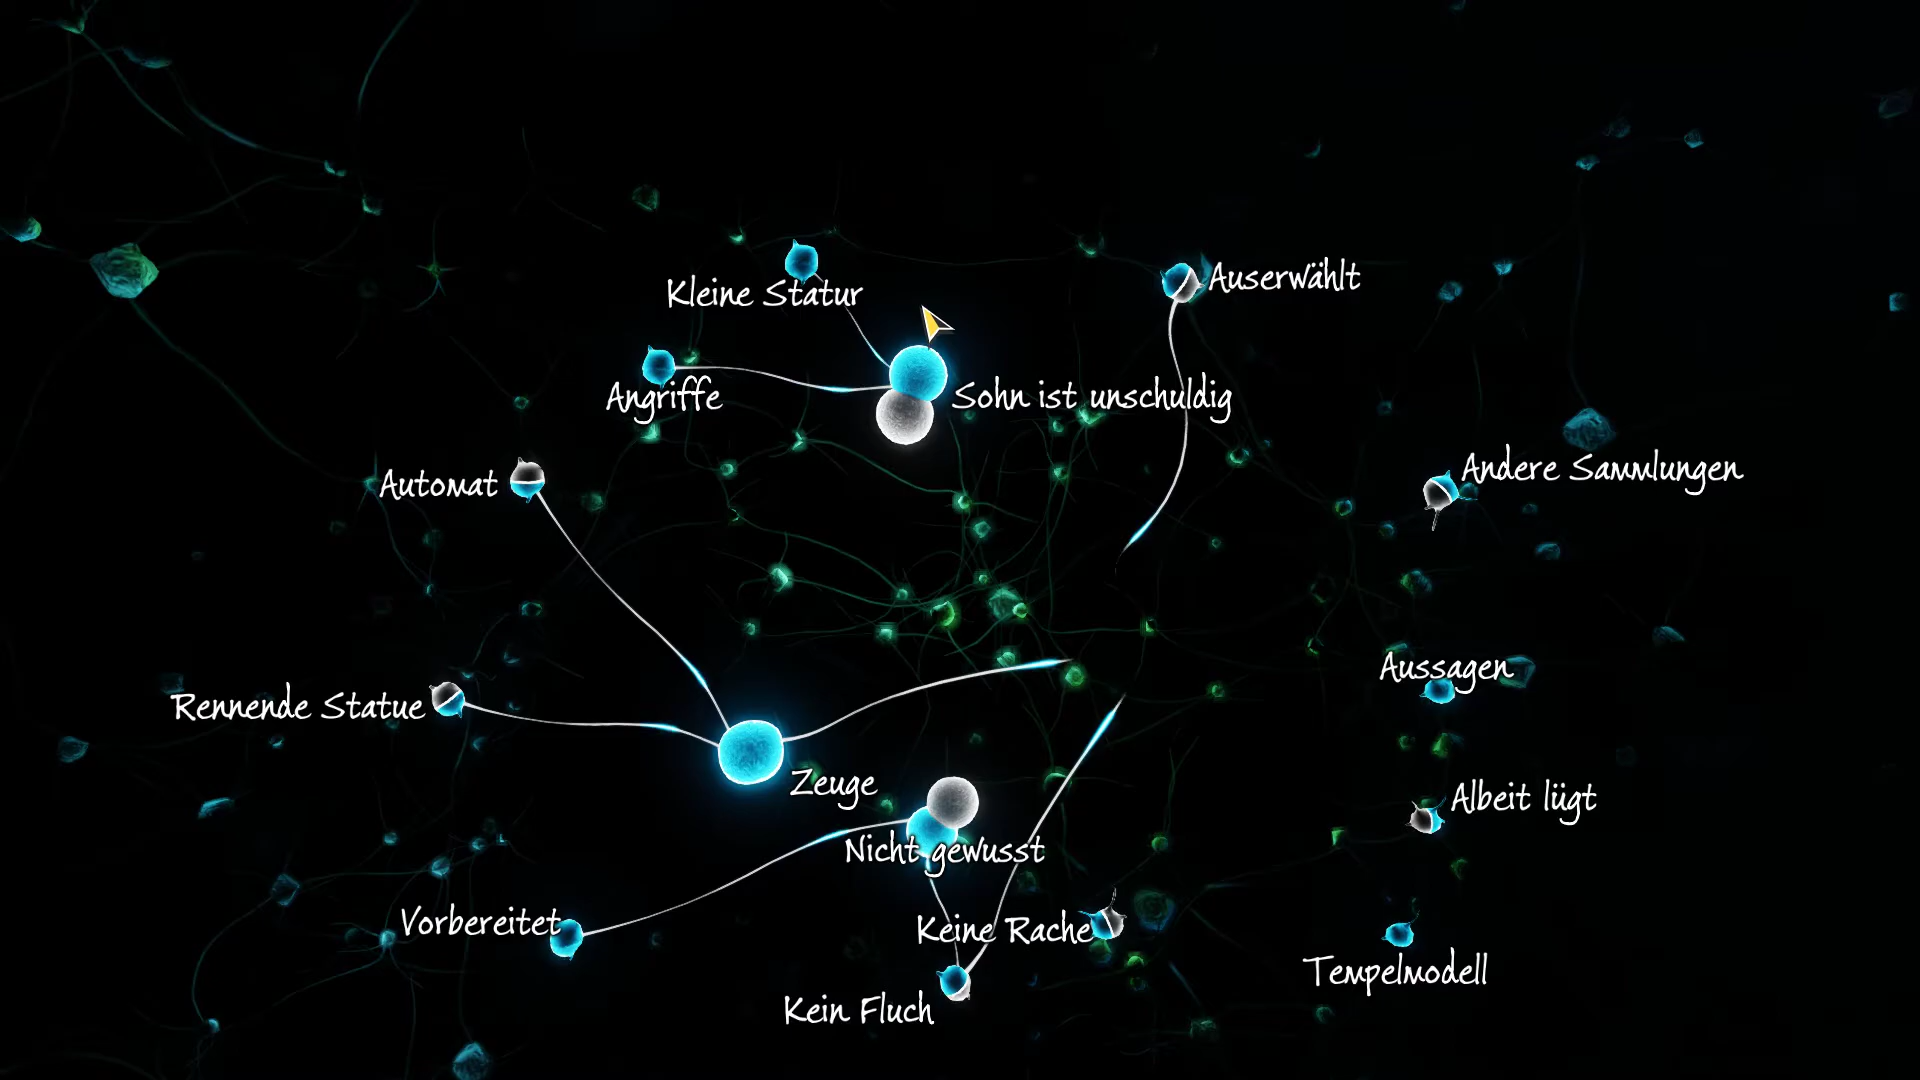 Kleine Statur
Auserwählt
Angriffe
Sohn ist unschuldig
Automat
Andere Sammlungen
Rennende Statue
Aussagen
Zeuge
Albeit lügt
Nicht gewusst
Vorbereitet
Keine Rache
Tempelmodell
Kein Fluch